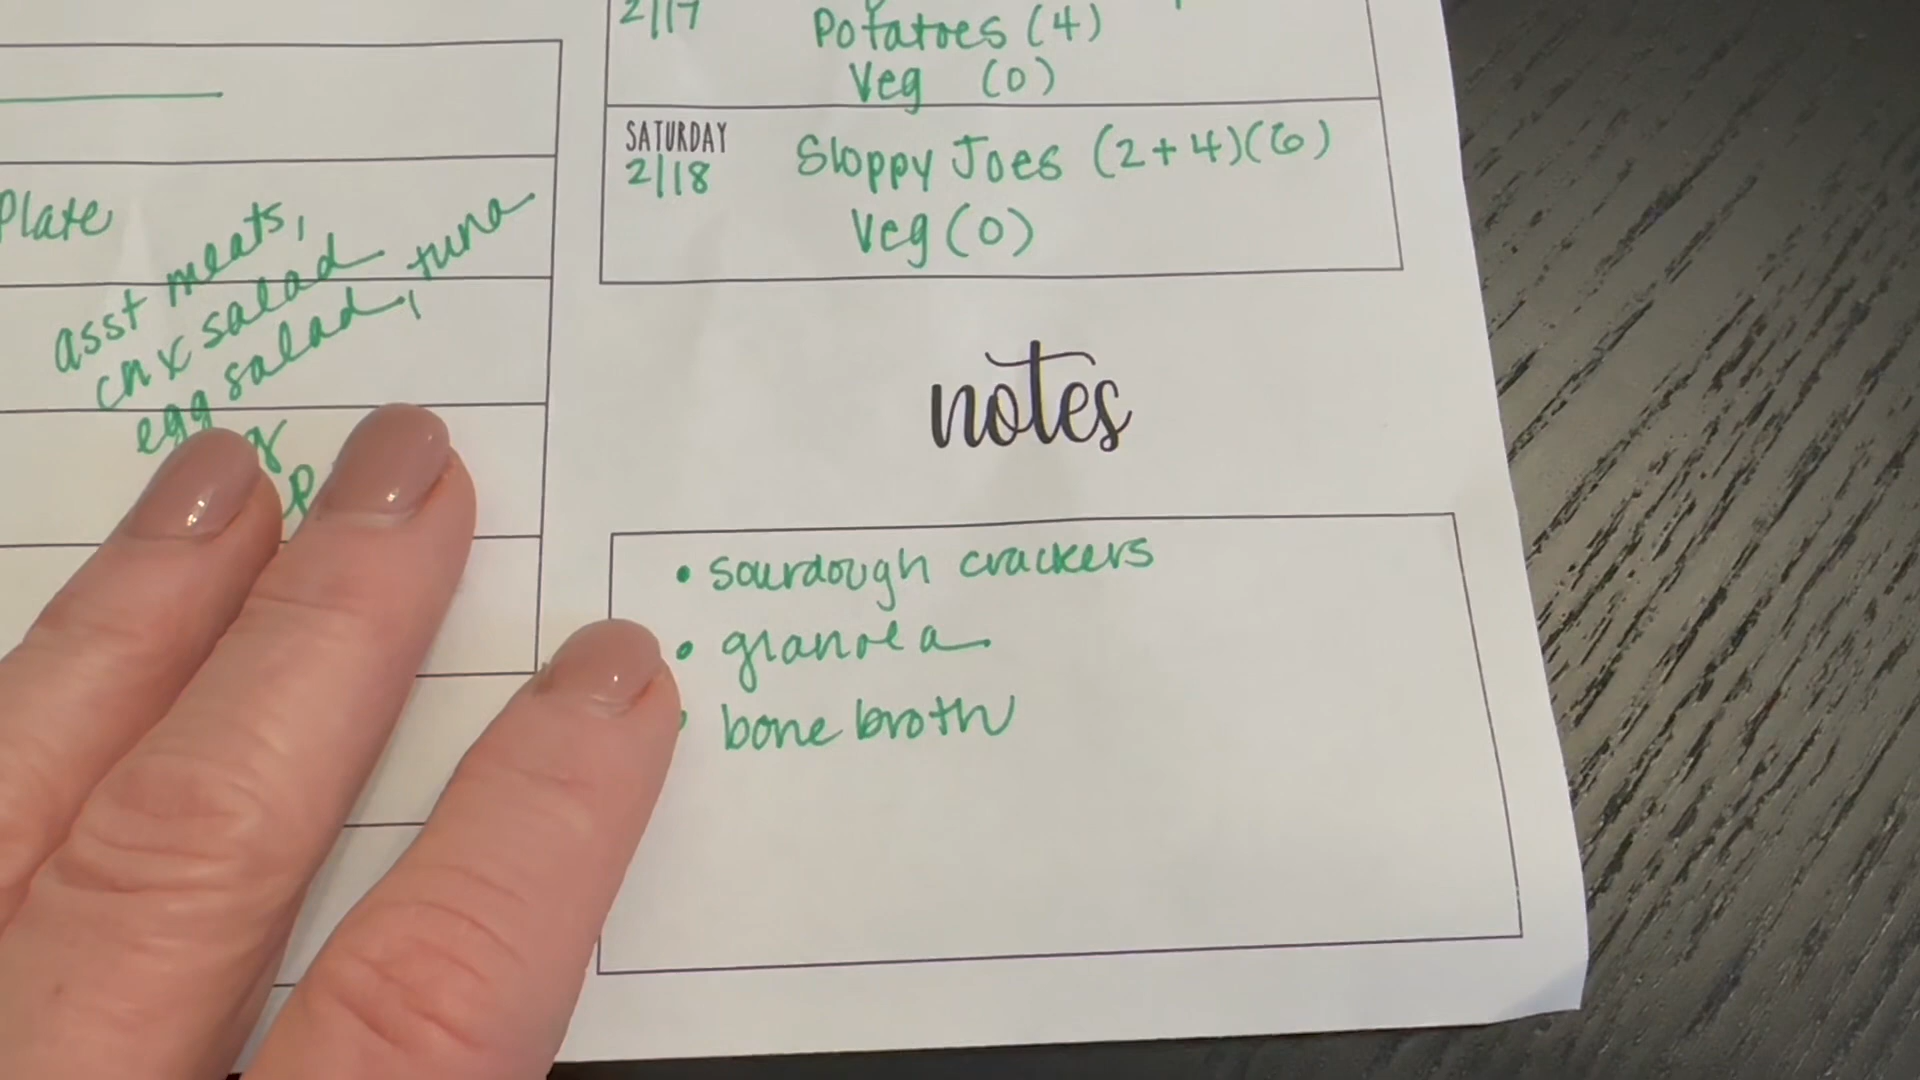 Plate
asst meats,
cnx salad
egg salad, tuna
2/17
Potatoes (4)
Veg (0)
SATURDAY
2/18
Sloppy Joes (2+4)(6)
Veg (0)
notes
• sourdough crackers
• granola
• bone broth